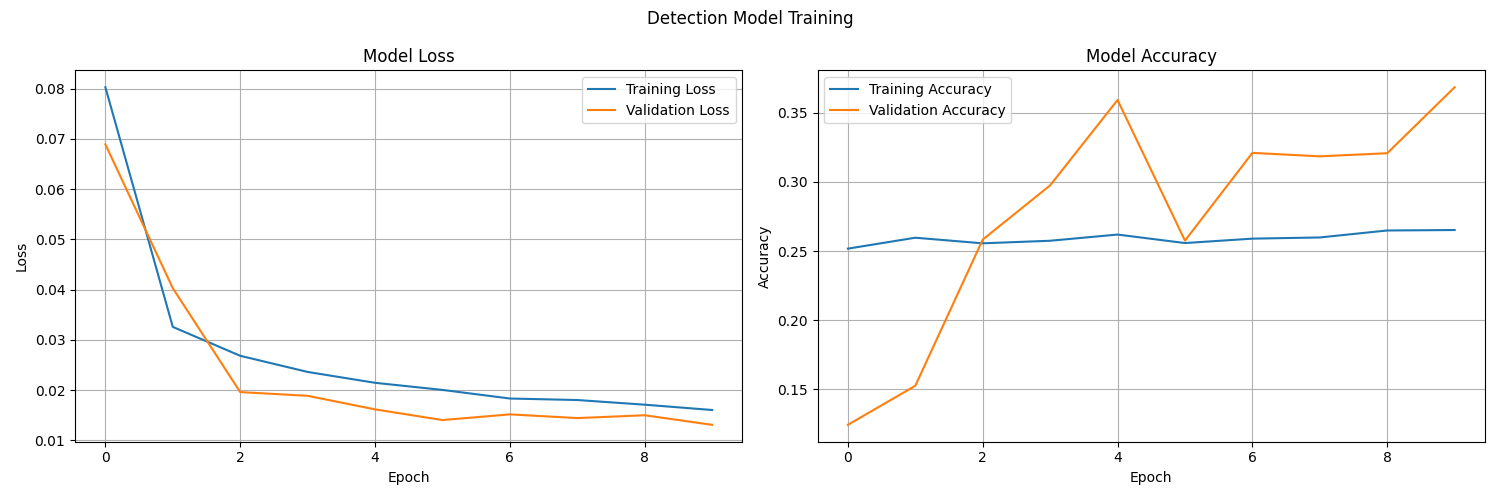 Detection Model Training
Model Loss
Training Loss
Validation Loss
0.08
0.07
0.06
0.05
0.04
0.03
0.02
0.01
Loss
0
2
4
6
8
Epoch
Model Accuracy
Training Accuracy
Validation Accuracy
0.35
0.30
0.25
0.20
0.15
Accuracy
0
2
4
6
8
Epoch